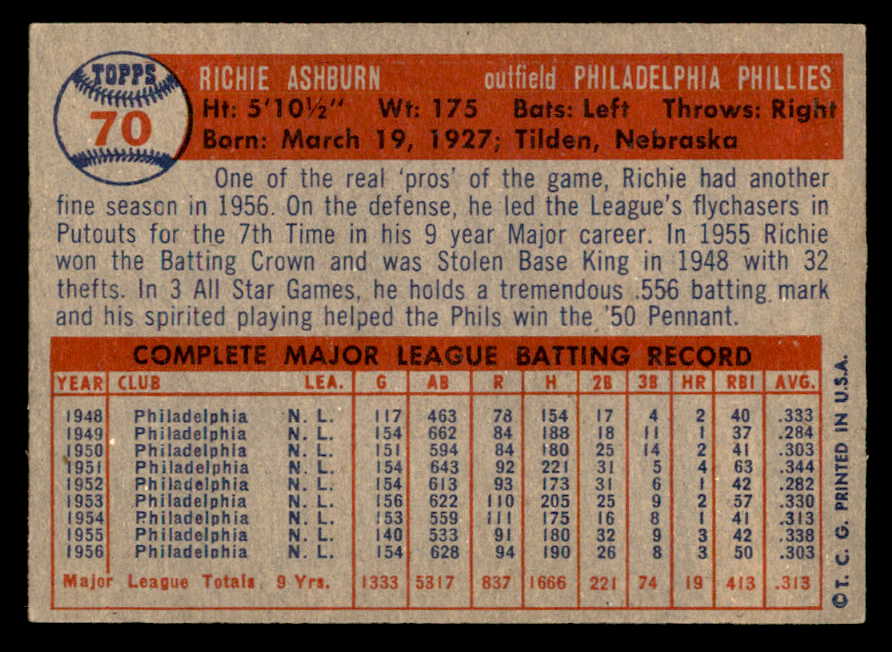 TOPPS
70
RICHIE ASHBURN outfield PHILADELPHIA PHILLIES
Ht: 5'10½" Wt: 175 Bats: Left Throws: Right
Born: March 19, 1927; Tilden, Nebraska
One of the real 'pros' of the game, Richie had another
fine season in 1956. On the defense, he led the League's flychasers in
Putouts for the 7th Time in his 9 year Major career. In 1955 Richie
won the Batting Crown and was Stolen Base King in 1948 with 32
thefts. In 3 All Star Games, he holds a tremendous .556 batting mark
and his spirited playing helped the Phils win the '50 Pennant.
COMPLETE MAJOR LEAGUE BATTING RECORD
YEAR CLUB LEA. G AB R H 2B 3B HR RBI AVG.
1948 Philadelphia N. L. 117 463 78 154 17 4 2 40 .333
1949 Philadelphia N. L. 154 662 84 188 18 11 1 37 .284
1950 Philadelphia N. L. 151 594 84 180 25 14 2 41 .303
1951 Philadelphia N. L. 154 643 92 221 31 5 4 63 .344
1952 Philadelphia N. L. 154 613 93 173 31 6 1 42 .282
1953 Philadelphia N. L. 156 622 110 205 25 9 2 57 .330
1954 Philadelphia N. L. 153 559 111 175 16 8 1 41 .313
1955 Philadelphia N. L. 140 533 91 180 32 9 3 42 .338
1956 Philadelphia N. L. 154 628 94 190 26 8 3 50 .303
Major League Totals 9 Yrs. 1333 5317 837 1666 221 74 19 413 .313
©T. C. G. PRINTED IN U.S.A.